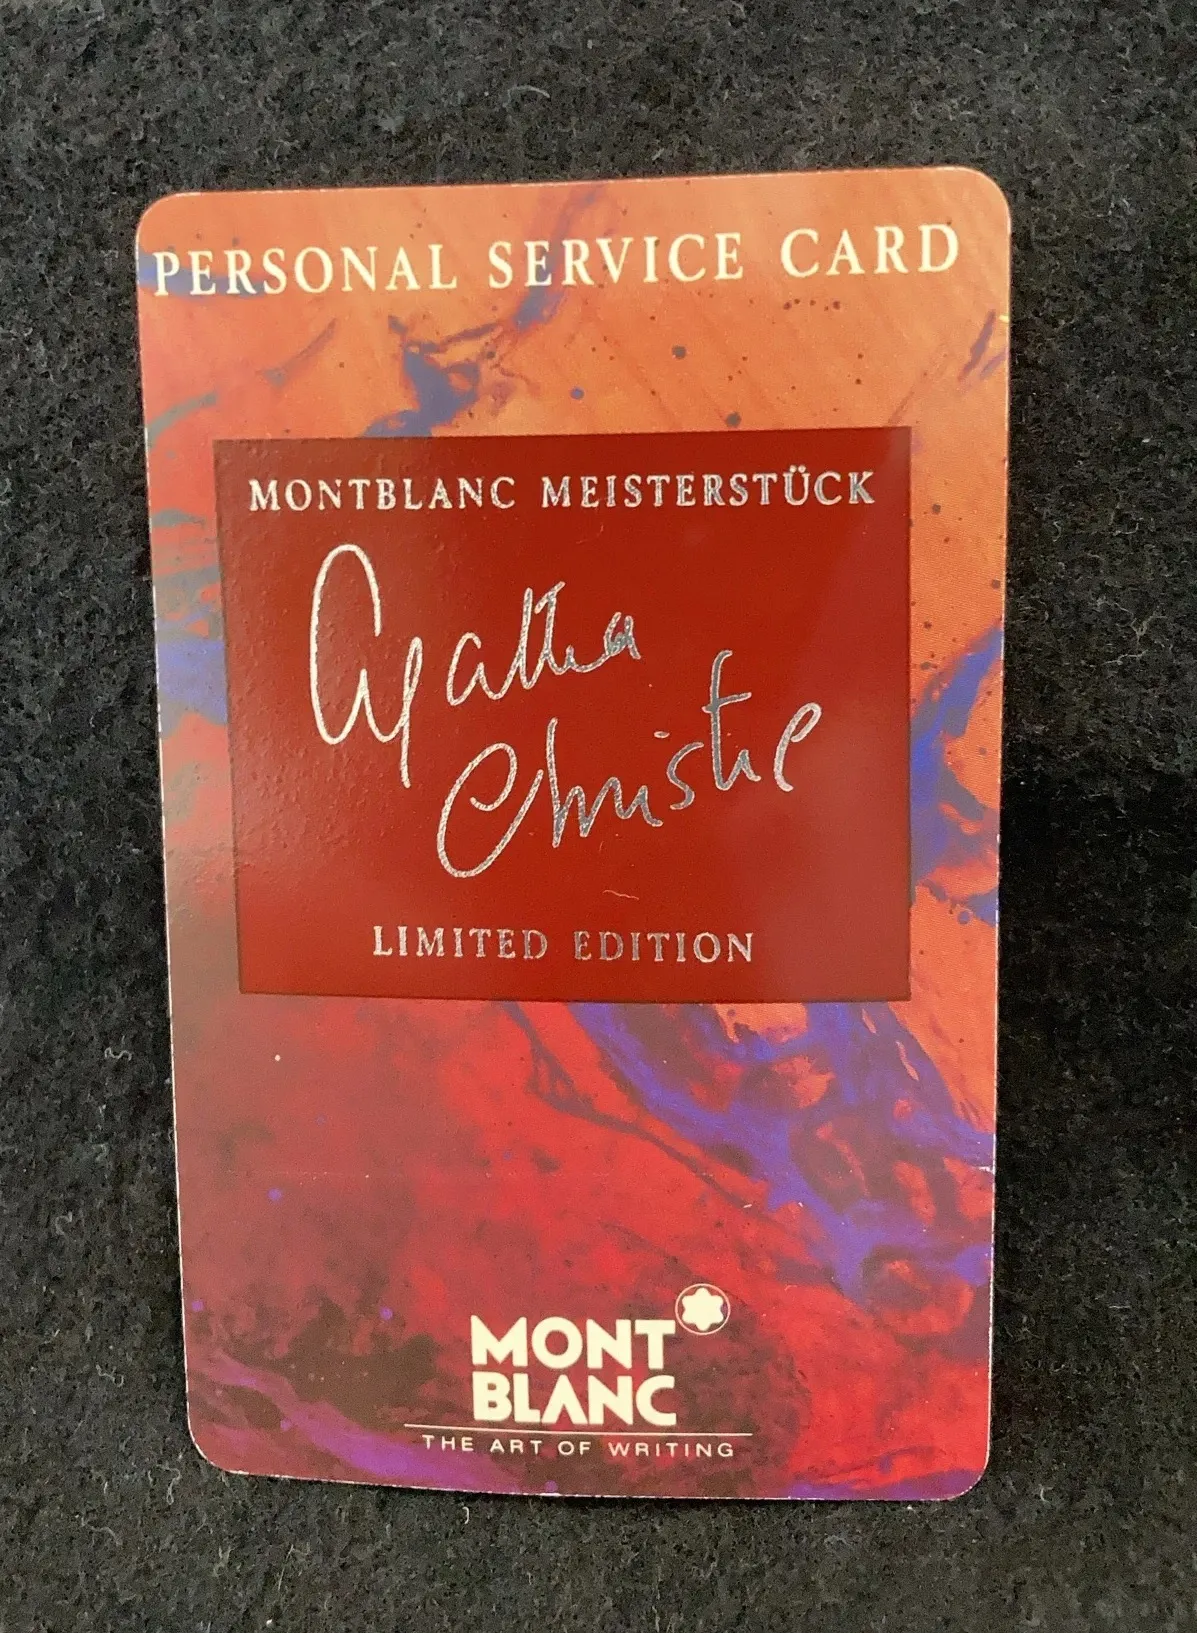 PERSONAL SERVICE CARD
MONTBLANC MEISTERSTÜCK
Agatha
Christie
LIMITED EDITION
MONT
BLANC
THE ART OF WRITING